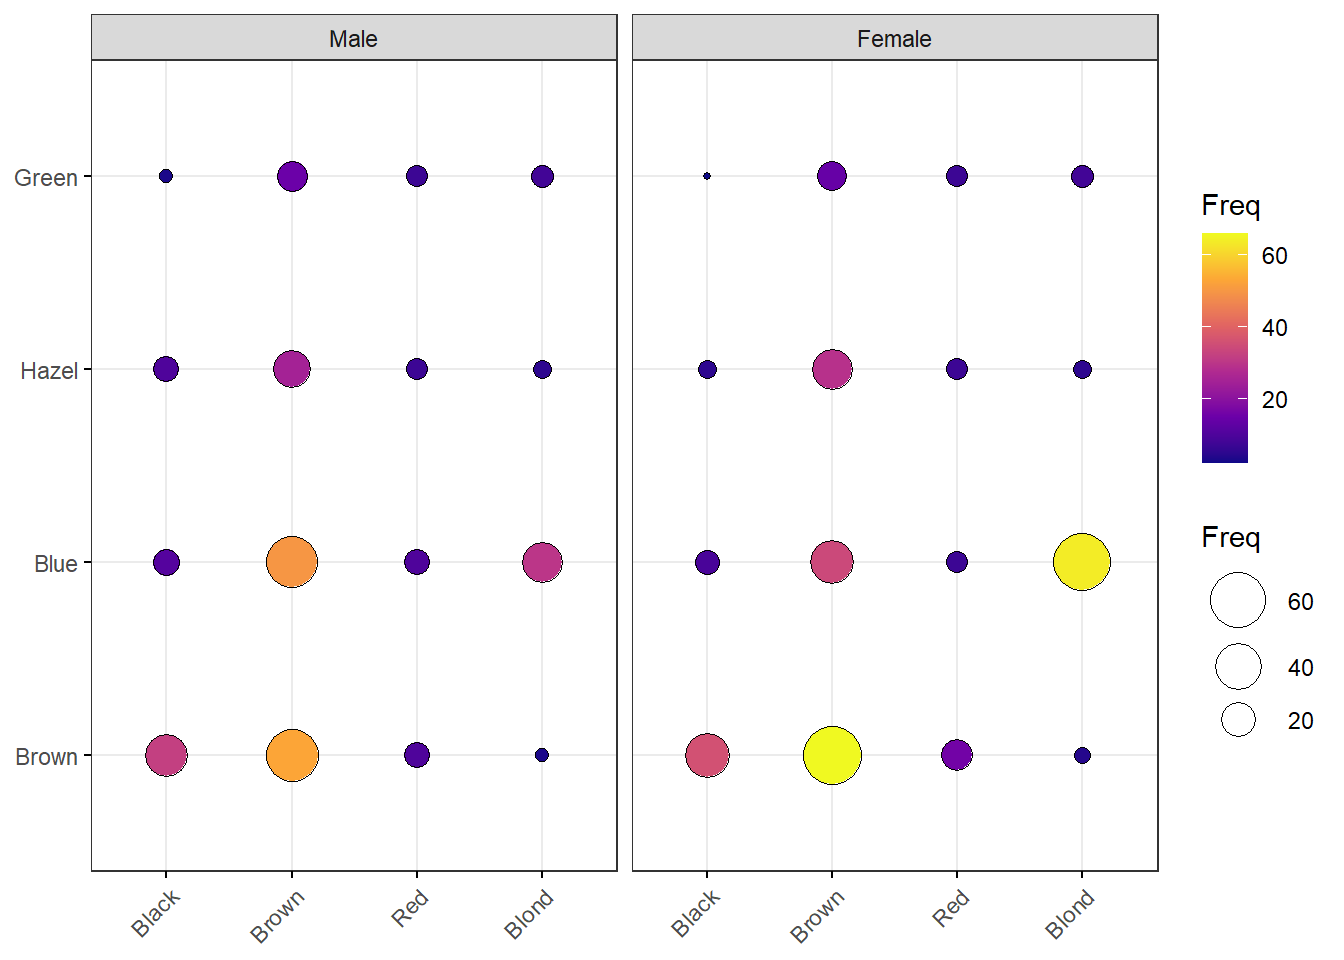 Male
Female
Green
Hazel
Blue
Brown
Black
Brown
Red
Blond
Black
Brown
Red
Blond
Freq
60
40
20
Freq
60
40
20